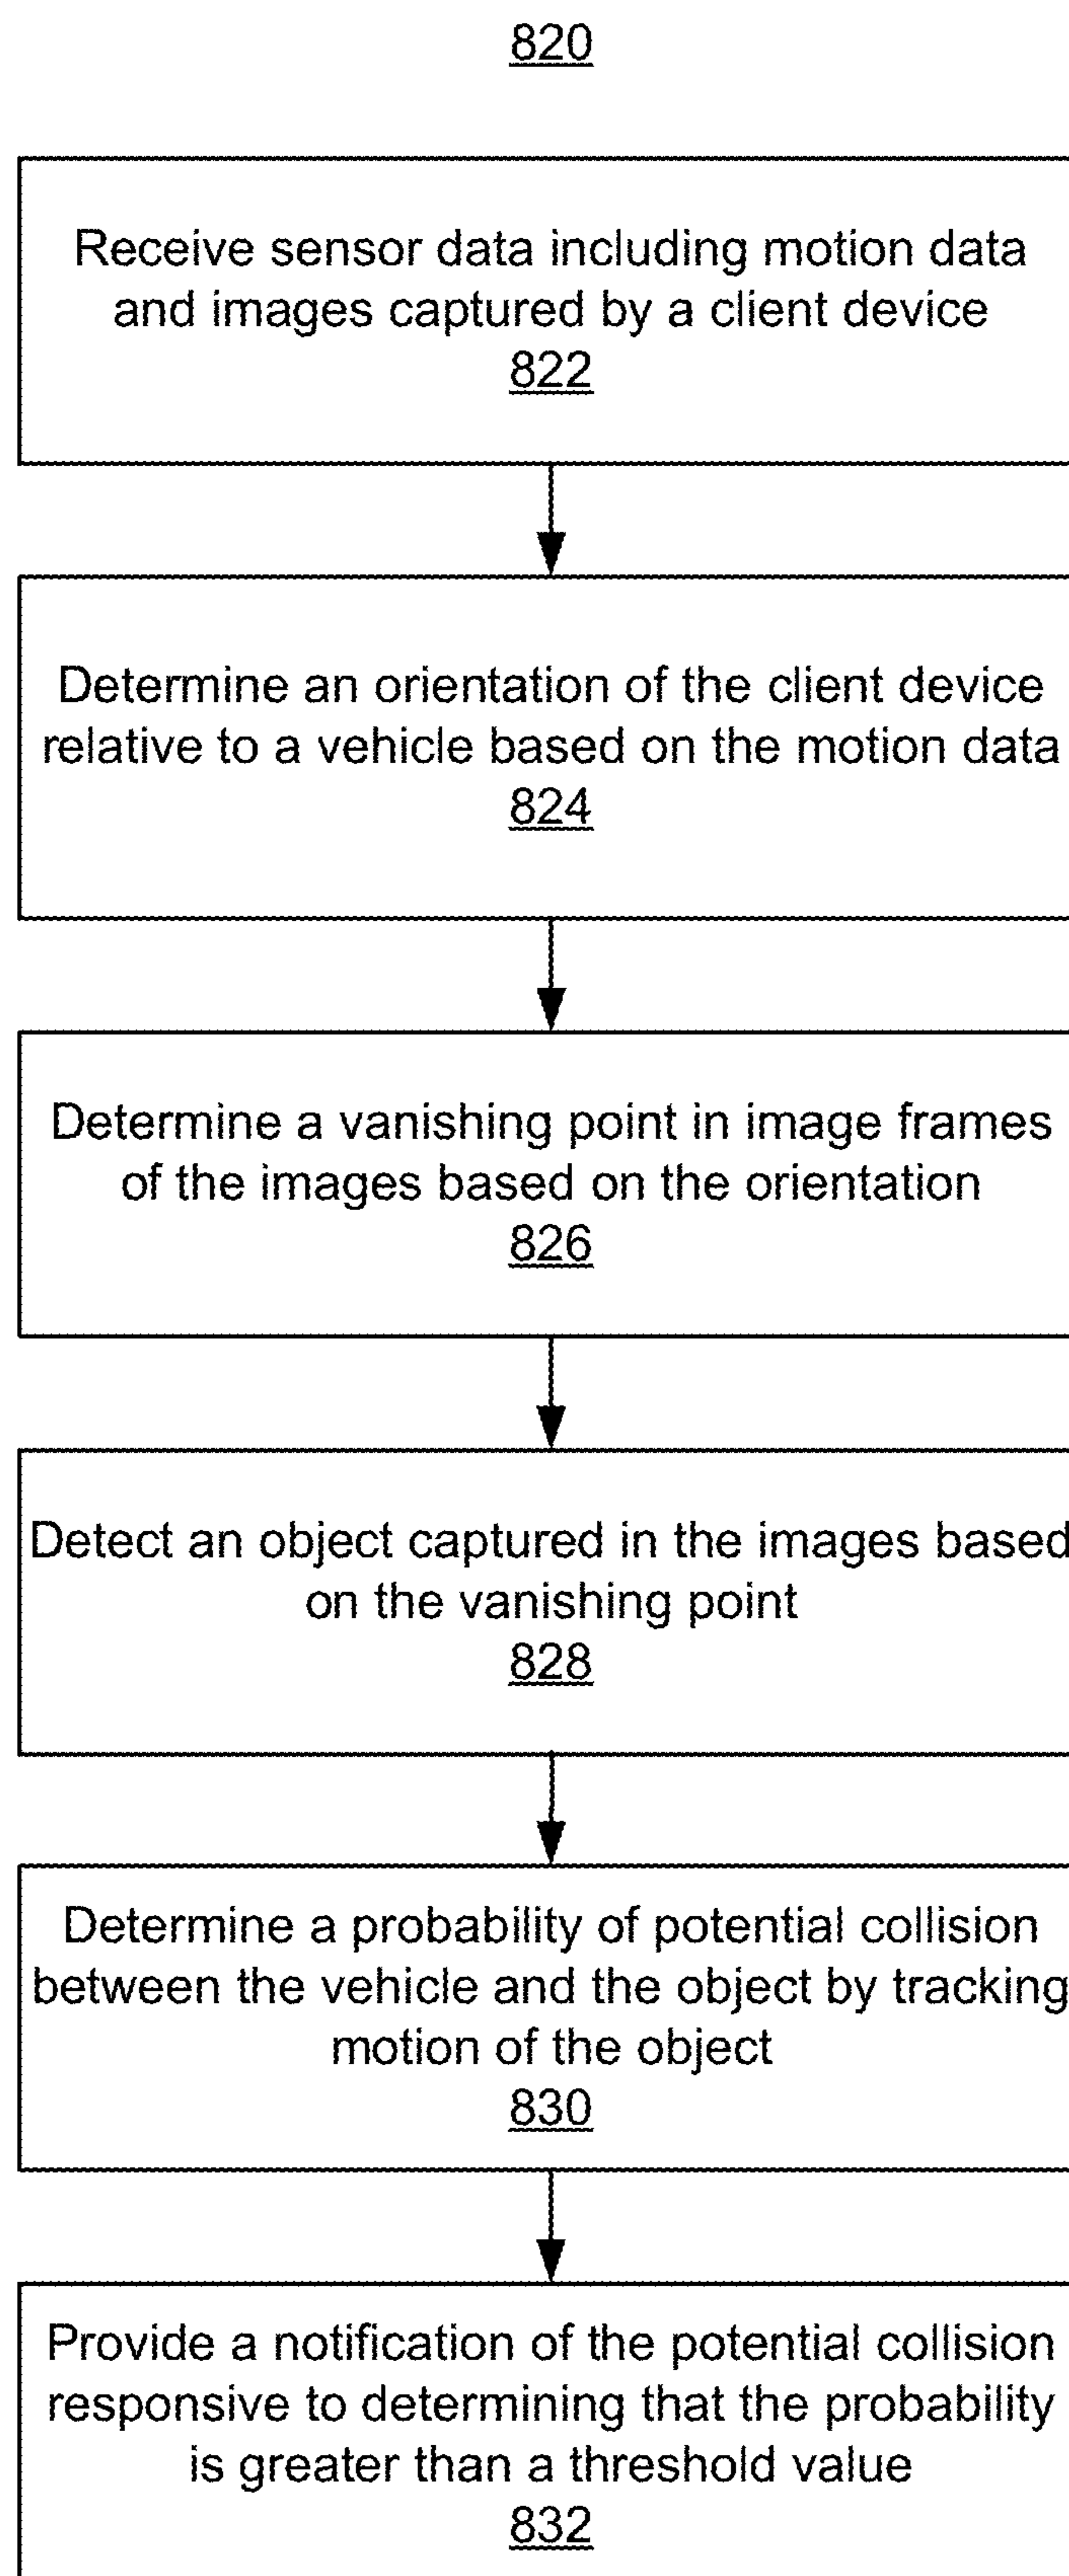 820
Receive sensor data including motion data
and images captured by a client device
822
Determine an orientation of the client device
relative to a vehicle based on the motion data
824
Determine a vanishing point in image frames
of the images based on the orientation
826
Detect an object captured in the images based
on the vanishing point
828
Determine a probability of potential collision
between the vehicle and the object by tracking
motion of the object
830
Provide a notification of the potential collision
responsive to determining that the probability
is greater than a threshold value
832